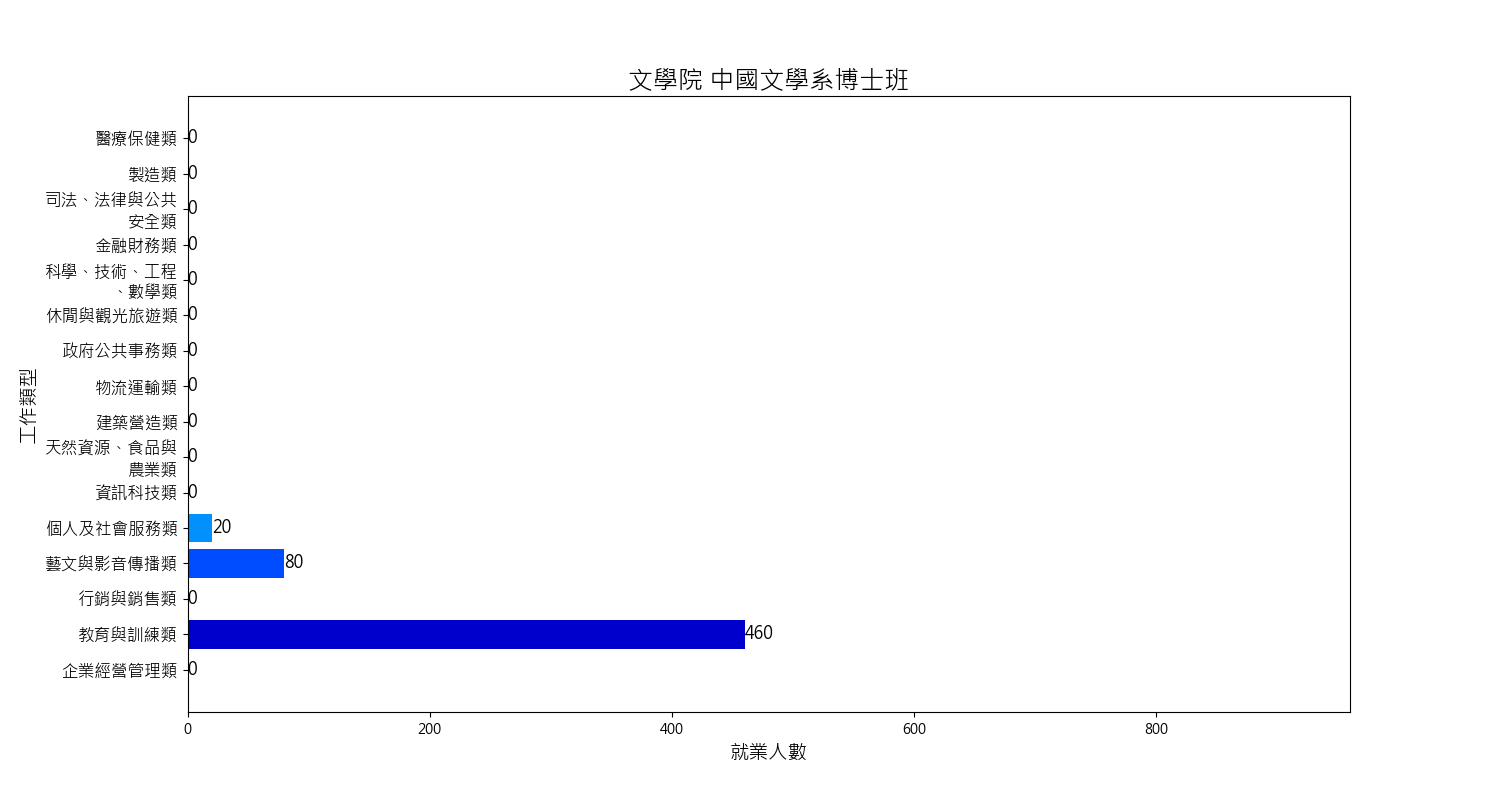 文學院 中國文學系博士班
醫療保健類 0
製造類 0
司法、法律與公共
安全類 0
金融財務類 0
科學、技術、工程
、數學類 0
休閒與觀光旅遊類 0
政府公共事務類 0
物流運輸類 0
建築營造類 0
天然資源、食品與
農業類 0
資訊科技類 0
個人及社會服務類 20
藝文與影音傳播類 80
行銷與銷售類 0
教育與訓練類 460
企業經營管理類 0
工作類型
0 200 400 600 800
就業人數